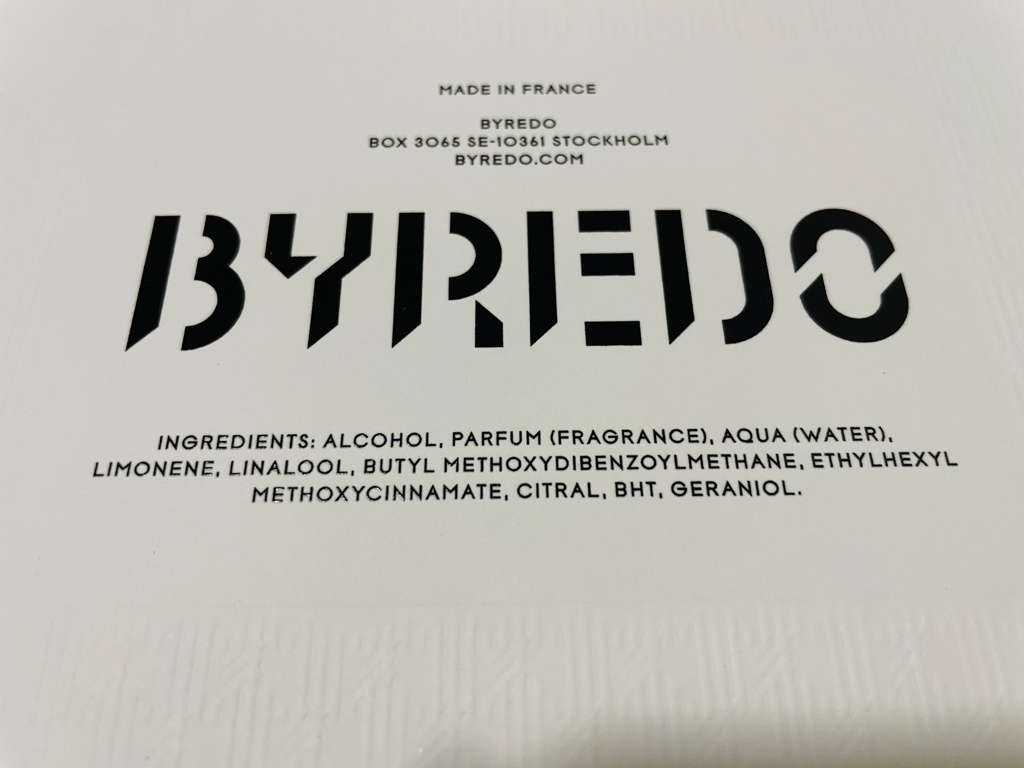 MADE IN FRANCE
BYREDO
BOX 3065 SE-10361 STOCKHOLM
BYREDO.COM
BYREDO
INGREDIENTS: ALCOHOL, PARFUM (FRAGRANCE), AQUA (WATER),
LIMONENE, LINALOOL, BUTYL METHOXYDIBENZOYLMETHANE, ETHYLHEXYL
METHOXYCINNAMATE, CITRAL, BHT, GERANIOL.